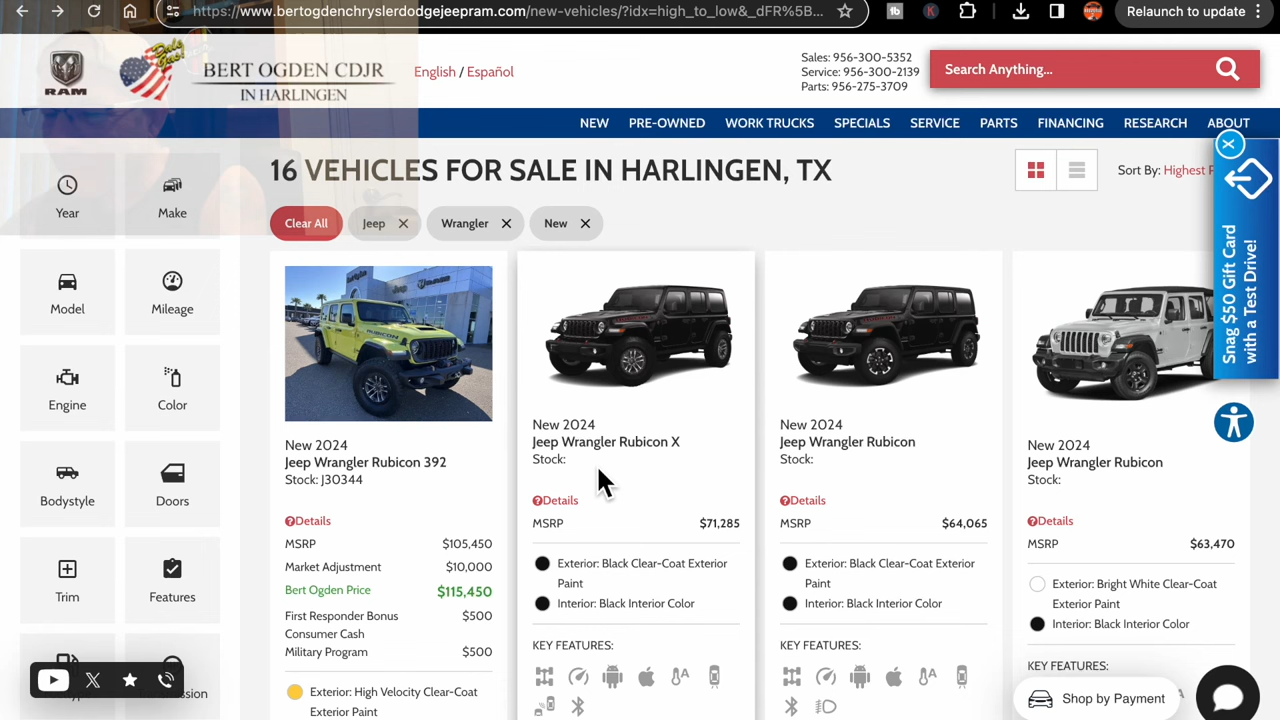 https://www.bertogdenchryslerdodgejeepram.com/new-vehicles/?idx=high_to_low&_dFR%5B...
Relaunch to update
RAM
BERT OGDEN CDJR
IN HARLINGEN
English / Español
Sales: 956-300-5352
Service: 956-300-2139
Parts: 956-275-3709
Search Anything...
NEW PRE-OWNED WORK TRUCKS SPECIALS SERVICE PARTS FINANCING RESEARCH ABOUT
16 VEHICLES FOR SALE IN HARLINGEN, TX
Sort By: Highest
Clear All Jeep Wrangler New
Snag $50 Gift Card
with a Test Drive!
Year Make
Model Mileage
Engine Color
Bodystyle Doors
Trim Features
New 2024
Jeep Wrangler Rubicon 392
Stock: J30344
Details
MSRP $105,450
Market Adjustment $10,000
Bert Ogden Price $115,450
First Responder Bonus $500
Consumer Cash
Military Program $500
Exterior: High Velocity Clear-Coat
Exterior Paint
New 2024
Jeep Wrangler Rubicon X
Stock:
Details
MSRP $71,285
Exterior: Black Clear-Coat Exterior
Paint
Interior: Black Interior Color
KEY FEATURES:
New 2024
Jeep Wrangler Rubicon
Stock:
Details
MSRP $64,065
Exterior: Black Clear-Coat Exterior
Paint
Interior: Black Interior Color
KEY FEATURES:
New 2024
Jeep Wrangler Rubicon
Stock:
Details
MSRP $63,470
Exterior: Bright White Clear-Coat
Exterior Paint
Interior: Black Interior Color
KEY FEATURES:
Shop by Payment